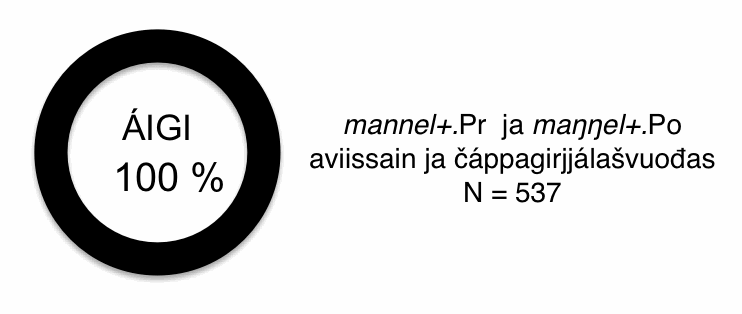 ÁIGI
100 %
mannel+.Pr ja maŋŋel+.Po
aviissain ja čáppagirjjálašvuođas
N = 537